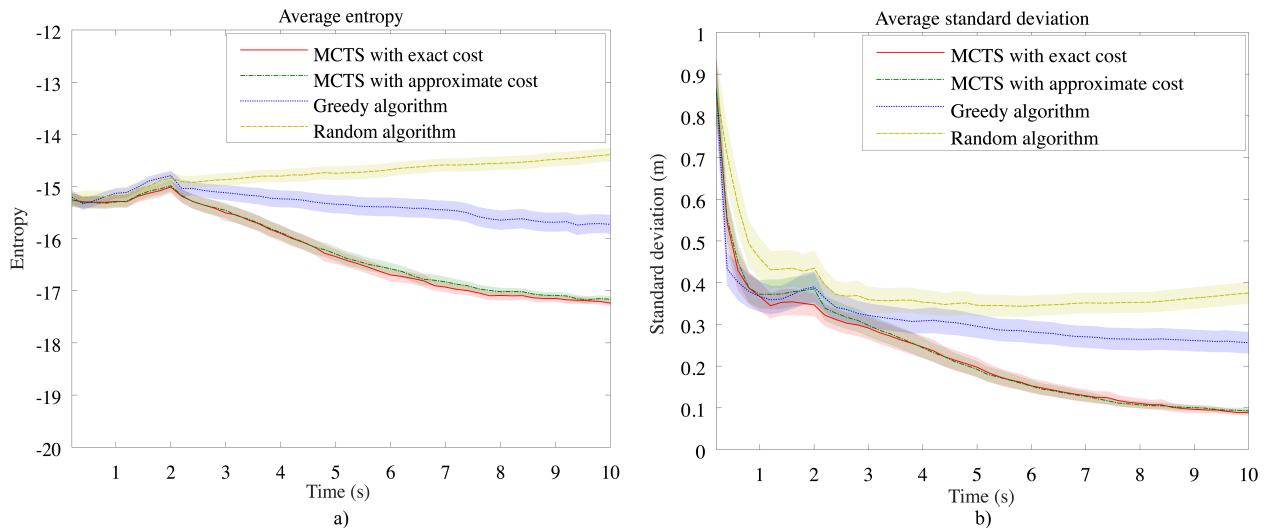 Average entropy
-12
-13
-14
-15
-16
-17
-18
-19
-20
Entropy
MCTS with exact cost
MCTS with approximate cost
Greedy algorithm
Random algorithm
1 2 3 4 5 6 7 8 9 10
Time (s)
a)
Average standard deviation
1
0.9
0.8
0.7
0.6
0.5
0.4
0.3
0.2
0.1
0
Standard deviation (m)
MCTS with exact cost
MCTS with approximate cost
Greedy algorithm
Random algorithm
1 2 3 4 5 6 7 8 9 10
Time (s)
b)